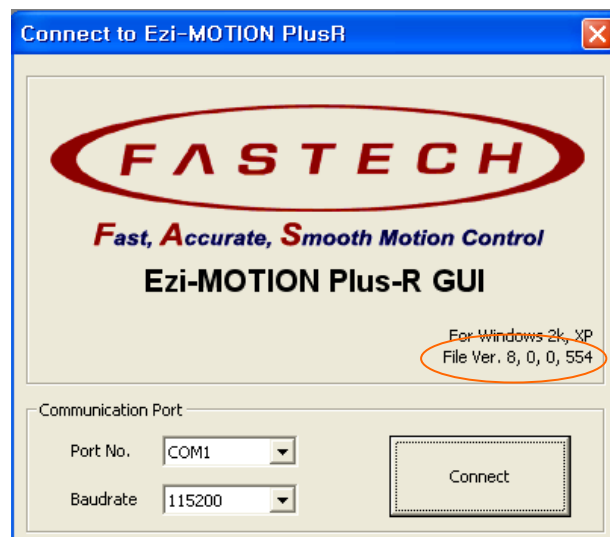 Connect to Ezi-MOTION PlusR
FASTECH
Fast, Accurate, Smooth Motion Control
Ezi-MOTION Plus-R GUI
For Windows 2k, XP
File Ver. 8, 0, 0, 554
Communication Port
Port No. COM1
Connect
Baudrate 115200